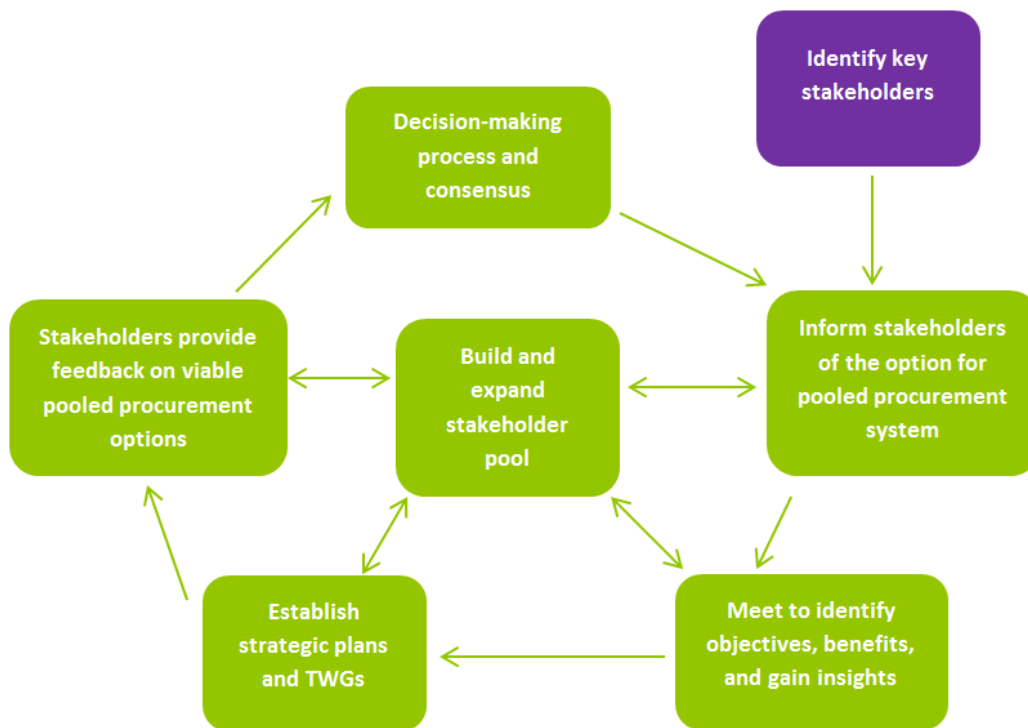 Identify key
stakeholders
Decision-making
process and
consensus
Inform stakeholders
of the option for
pooled procurement
system
Stakeholders provide
feedback on viable
pooled procurement
options
Build and
expand
stakeholder
pool
Meet to identify
objectives, benefits,
and gain insights
Establish
strategic plans
and TWGs